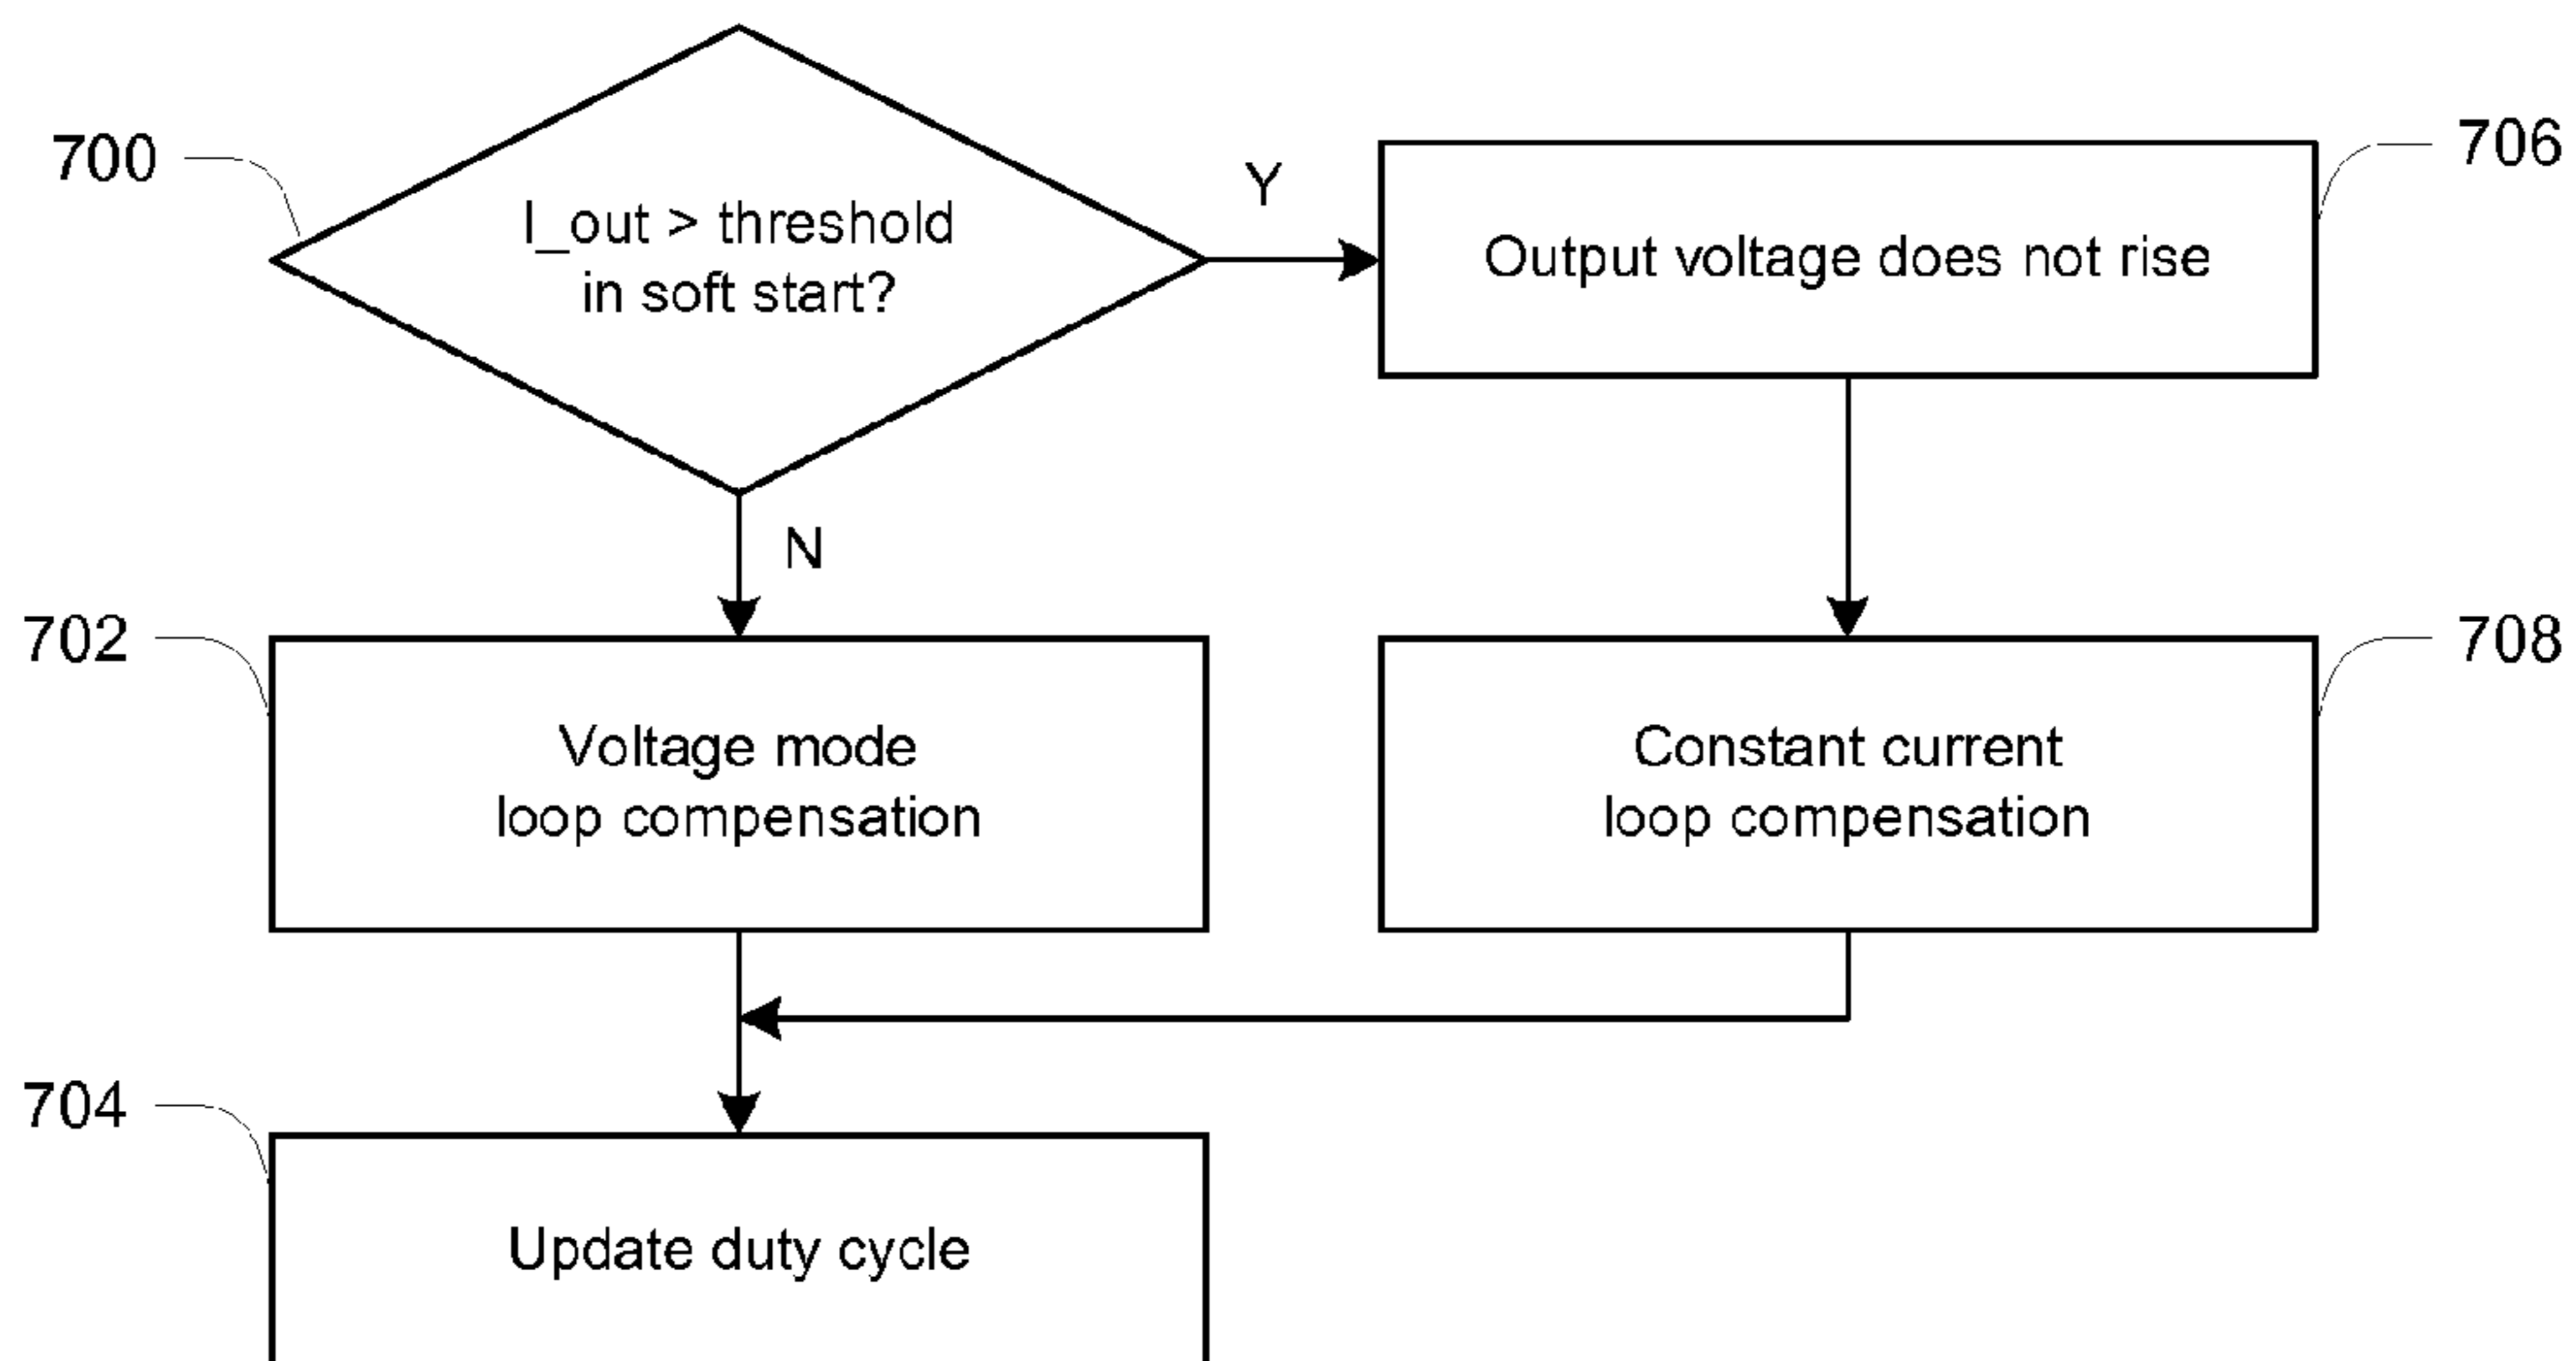 700
I_out > threshold
in soft start?
Y
Output voltage does not rise
706
N
702
Voltage mode
loop compensation
Constant current
loop compensation
708
704
Update duty cycle